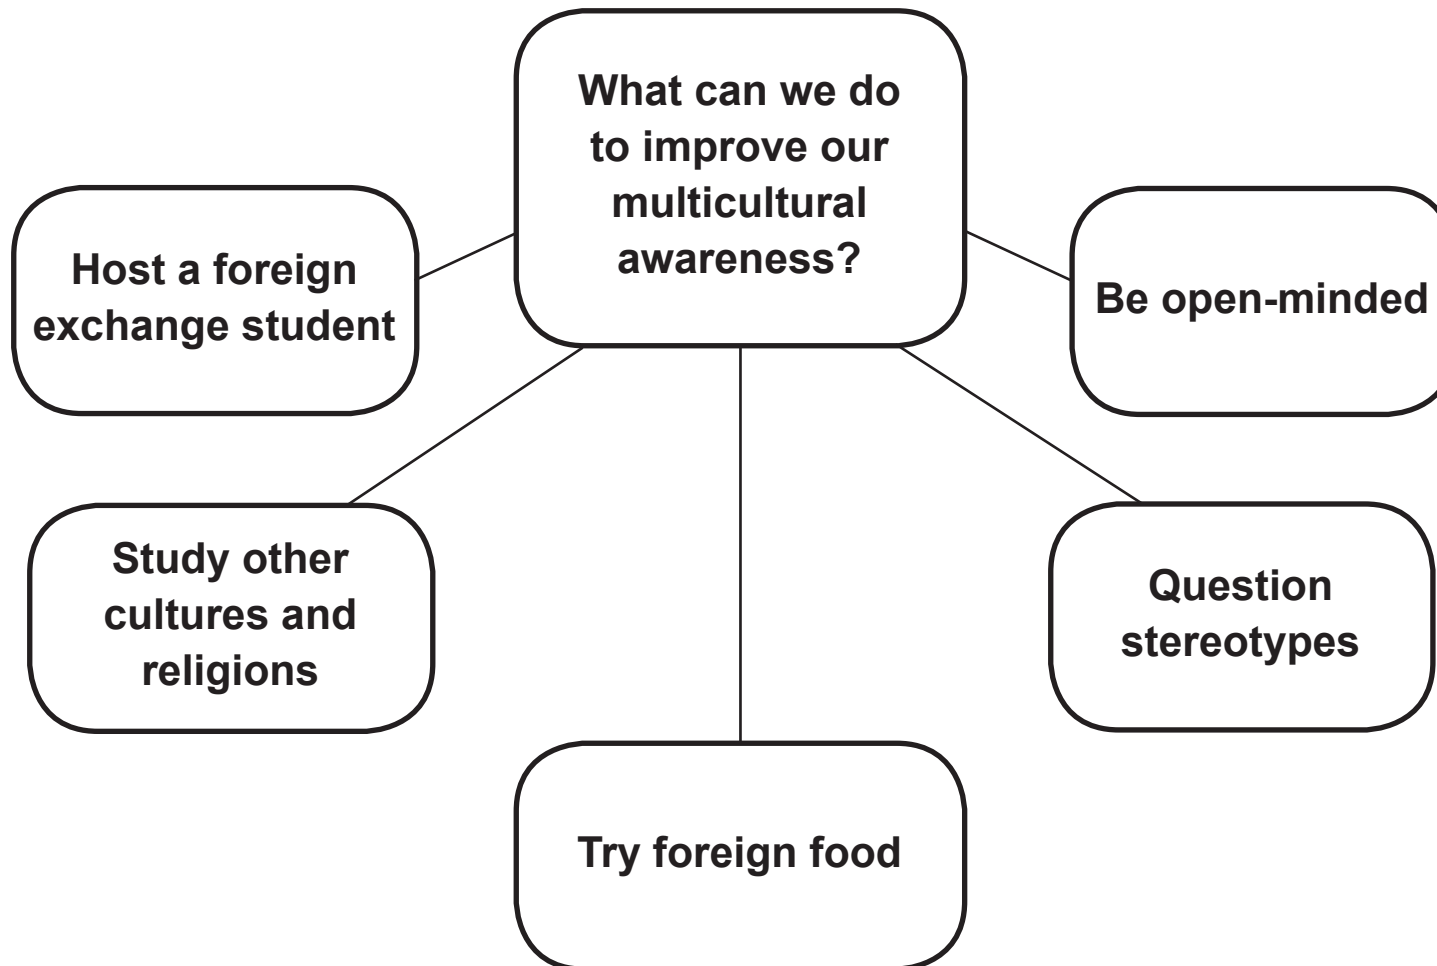 What can we do
to improve our
multicultural
awareness?
Host a foreign
exchange student
Be open-minded
Study other
cultures and
religions
Question
stereotypes
Try foreign food